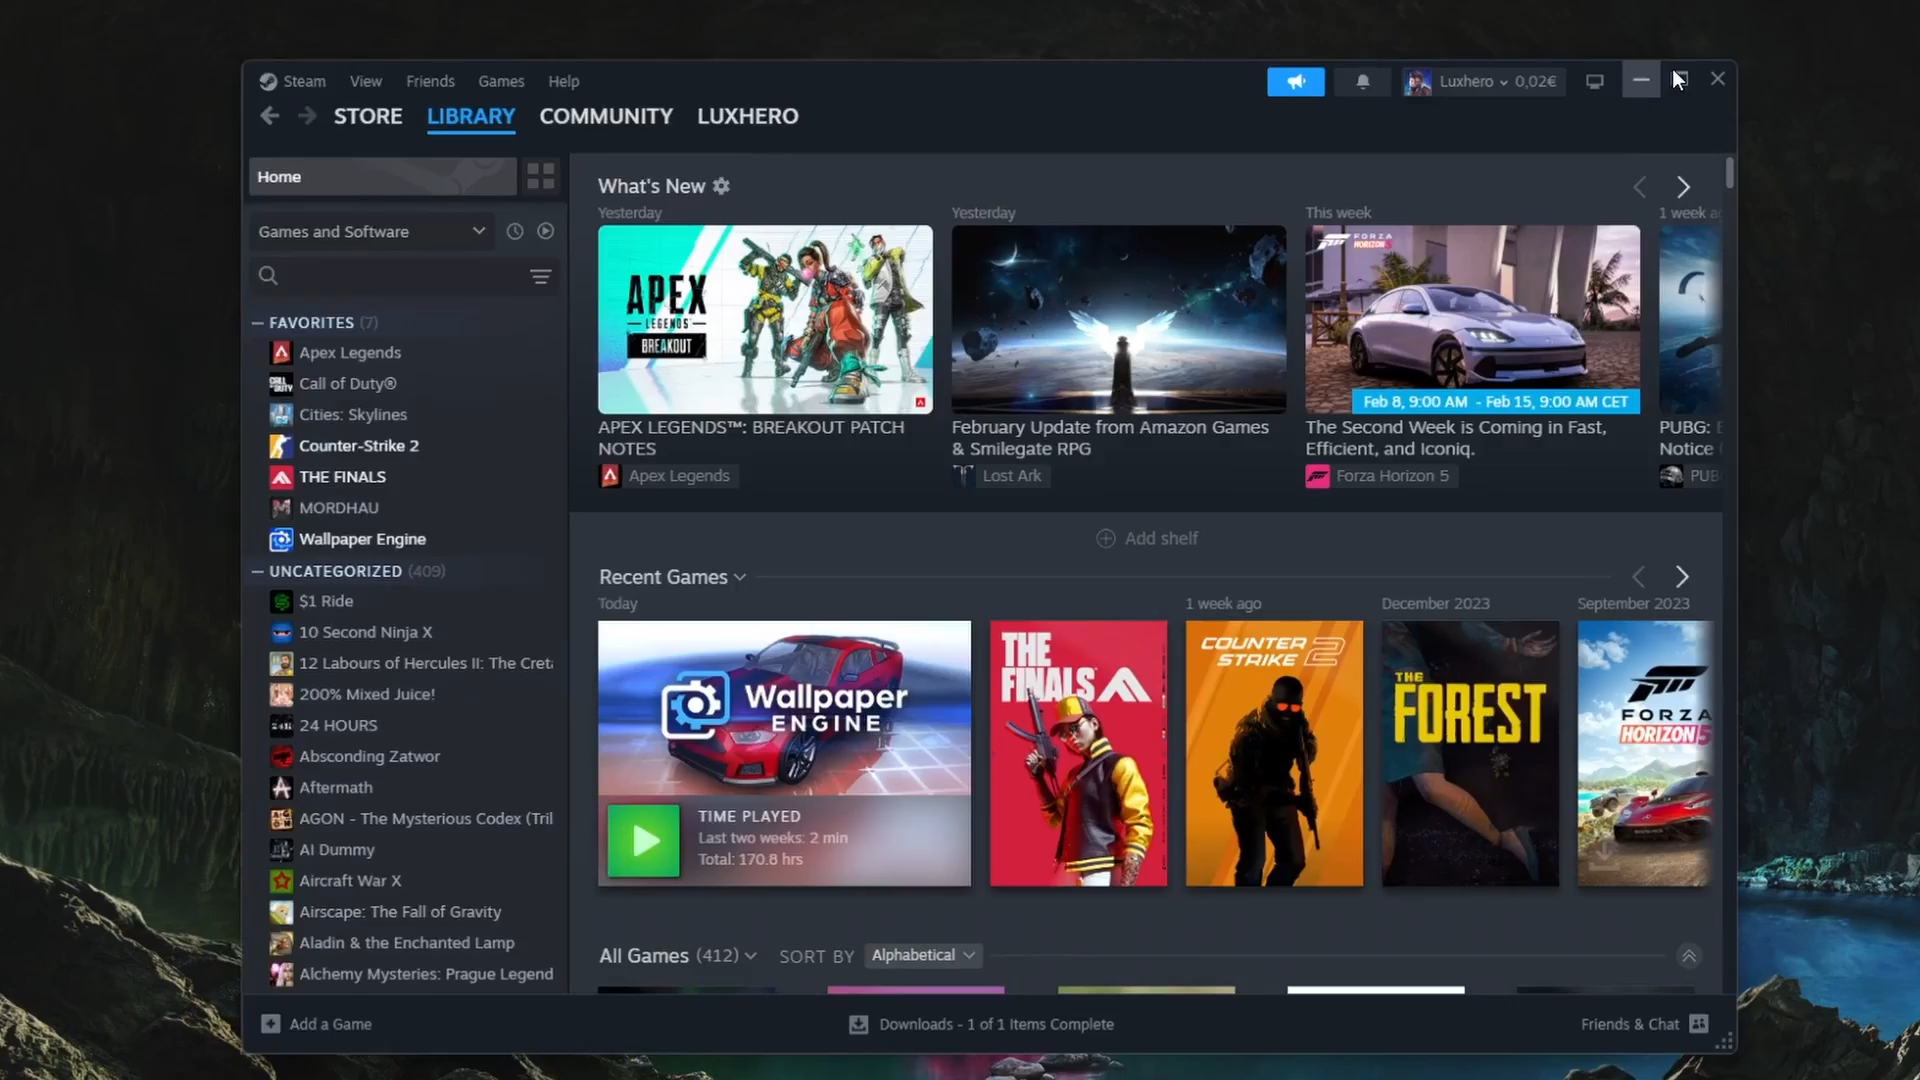 Steam View Friends Games Help
Luxhero 0,02€
STORE LIBRARY COMMUNITY LUXHERO
Home
Games and Software
FAVORITES (7)
Apex Legends
Call of Duty®
Cities: Skylines
Counter-Strike 2
THE FINALS
MORDHAU
Wallpaper Engine
UNCATEGORIZED (409)
$1 Ride
10 Second Ninja X
12 Labours of Hercules II: The Creta
200% Mixed Juice!
24 HOURS
Absconding Zatwor
Aftermath
AGON - The Mysterious Codex (Tril
AI Dummy
Aircraft War X
Airscape: The Fall of Gravity
Aladin & the Enchanted Lamp
Alchemy Mysteries: Prague Legend
What's New
Yesterday
APEX
LEGENDS
BREAKOUT
APEX LEGENDS™: BREAKOUT PATCH
NOTES
Apex Legends
Yesterday
February Update from Amazon Games
& Smilegate RPG
Lost Ark
This week
FORZA
HORIZON 5
Feb 8, 9:00 AM - Feb 15, 9:00 AM CET
The Second Week is Coming in Fast,
Efficient, and Iconiq.
Forza Horizon 5
1 week ag
PUBG: 
Notice
PUB
Add shelf
Recent Games
Today
Wallpaper
ENGINE
TIME PLAYED
Last two weeks: 2 min
Total: 170.8 hrs
THE
FINALS
1 week ago
COUNTER
STRIKE 2
December 2023
THE
FOREST
September 2023
FORZA
HORIZON 5
All Games (412) SORT BY Alphabetical
Add a Game
Downloads - 1 of 1 Items Complete
Friends & Chat